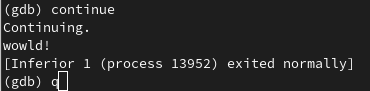 (gdb) continue
Continuing.
wowld!
[Inferior 1 (process 13952) exited normally]
(gdb) q